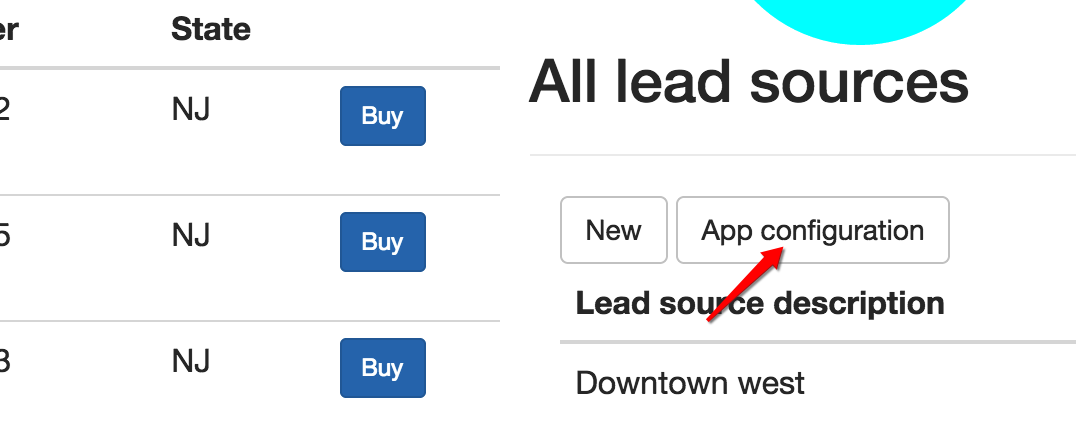 er State
2 NJ Buy
5 NJ Buy
3 NJ Buy
All lead sources
New App configuration
Lead source description
Downtown west